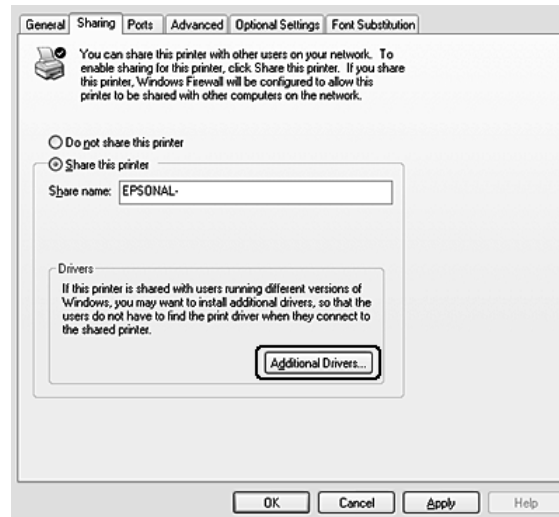 General Sharing Ports Advanced Optional Settings Font Substitution
You can share this printer with other users on your network. To
enable sharing for this printer, click Share this printer. If you share
this printer, Windows Firewall will be configured to allow this
printer to be shared with other computers on the network.
Do not share this printer
Share this printer
Share name: EPSONAL-
Drivers
If this printer is shared with users running different versions of
Windows, you may want to install additional drivers, so that the
users do not have to find the print driver when they connect to
the shared printer.
Additional Drivers...
OK Cancel Apply Help